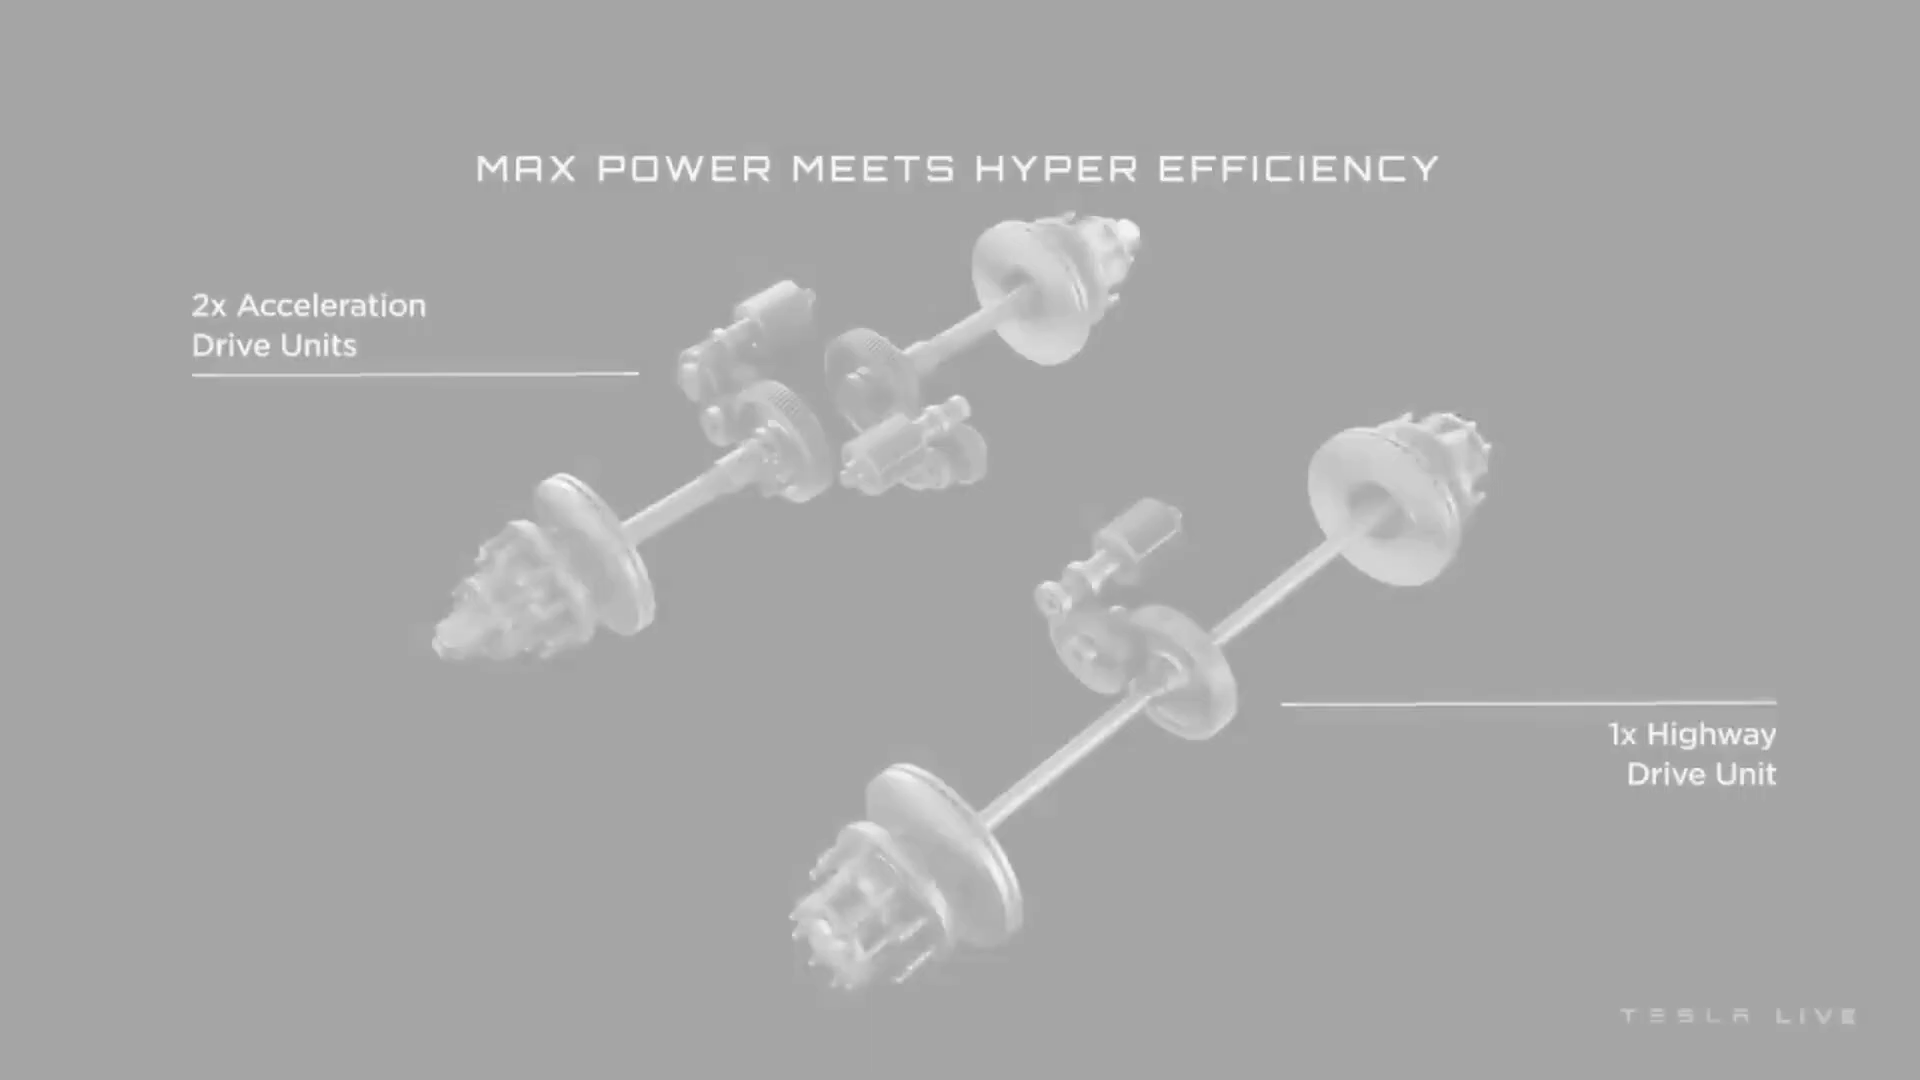 MAX POWER MEETS HYPER EFFICIENCY
2x Acceleration
Drive Units
1x Highway
Drive Unit
TESLA LIVE